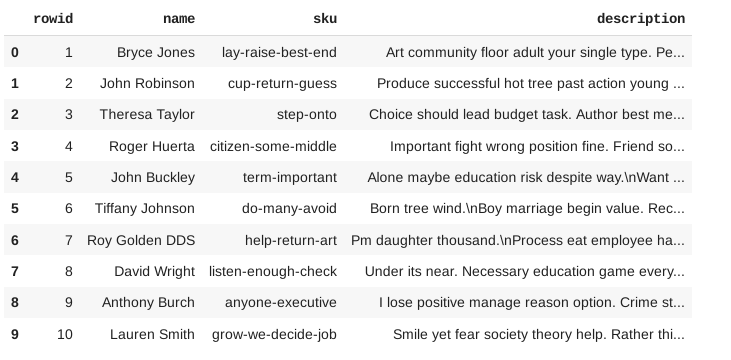 rowid name sku description
0 1 Bryce Jones lay-raise-best-end Art community floor adult your single type. Pe...
1 2 John Robinson cup-return-guess Produce successful hot tree past action young ...
2 3 Theresa Taylor step-onto Choice should lead budget task. Author best me...
3 4 Roger Huerta citizen-some-middle Important fight wrong position fine. Friend so...
4 5 John Buckley term-important Alone maybe education risk despite way.\nWant ...
5 6 Tiffany Johnson do-many-avoid Born tree wind.\nBoy marriage begin value. Rec...
6 7 Roy Golden DDS help-return-art Pm daughter thousand.\nProcess eat employee ha...
7 8 David Wright listen-enough-check Under its near. Necessary education game every...
8 9 Anthony Burch anyone-executive I lose positive manage reason option. Crime st...
9 10 Lauren Smith grow-we-decide-job Smile yet fear society theory help. Rather thi...